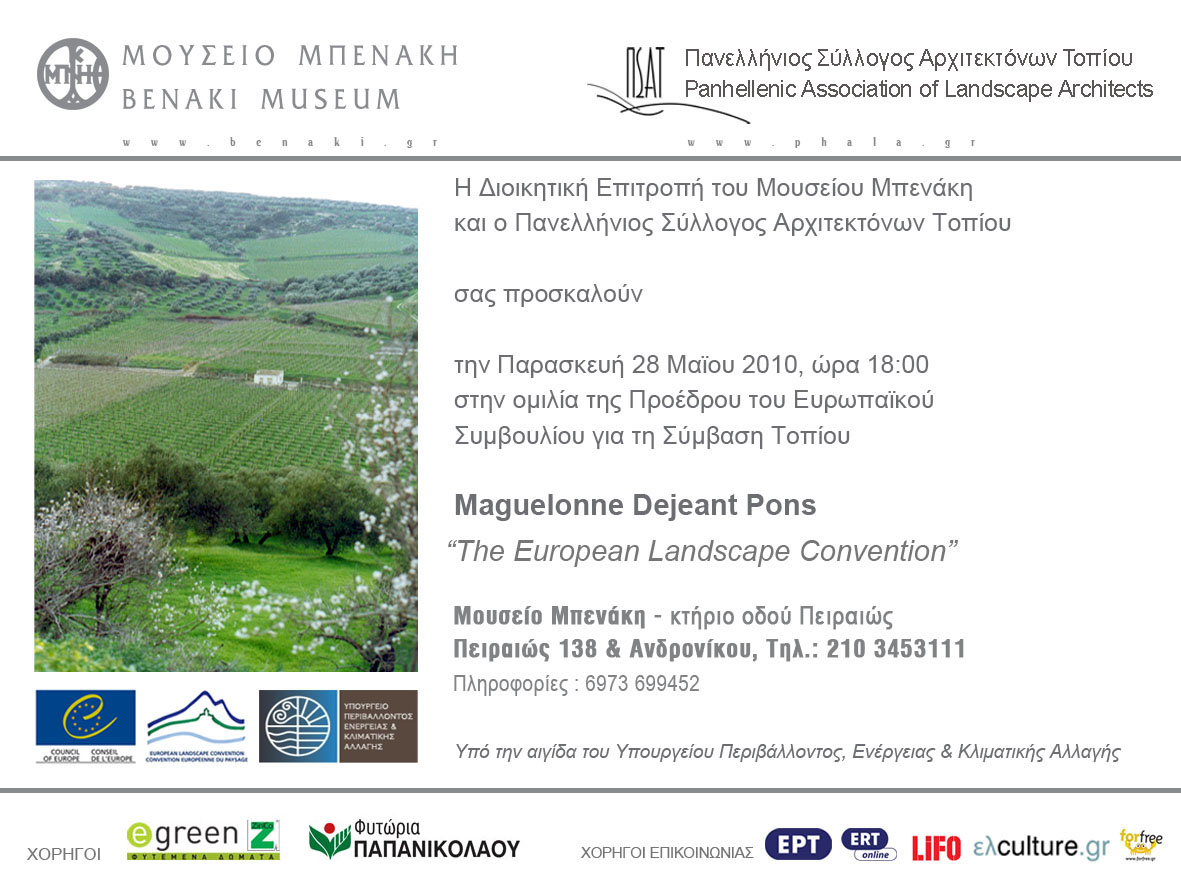 ΜΟΥΣΕΙΟ ΜΠΕΝΑΚΗ
BENAKI MUSEUM
www.benaki.gr
ΠΣΑΤ
Πανελλήνιος Σύλλογος Αρχιτεκτόνων Τοπίου
Panhellenic Association of Landscape Architects
www.phala.gr
Η Διοικητική Επιτροπή του Μουσείου Μπενάκη
και ο Πανελλήνιος Σύλλογος Αρχιτεκτόνων Τοπίου
σας προσκαλούν
την Παρασκευή 28 Μαϊου 2010, ώρα 18:00
στην ομιλία της Προέδρου του Ευρωπαϊκού
Συμβουλίου για τη Σύμβαση Τοπίου
Maguelonne Dejeant Pons
“The European Landscape Convention”
Μουσείο Μπενάκη - κτήριο οδού Πειραιώς
Πειραιώς 138 & Ανδρονίκου, Τηλ.: 210 3453111
Πληροφορίες : 6973 699452
Υπό την αιγίδα του Υπουργείου Περιβάλλοντος, Ενέργειας & Κλιματικής Αλλαγής
COUNCIL OF EUROPE
CONSEIL DE L'EUROPE
EUROPEAN LANDSCAPE CONVENTION
CONVENTION EUROPÉENNE DU PAYSAGE
ΥΠΟΥΡΓΕΙΟ
ΠΕΡΙΒΑΛΛΟΝΤΟΣ
ΕΝΕΡΓΕΙΑΣ &
ΚΛΙΜΑΤΙΚΗΣ
ΑΛΛΑΓΗΣ
ΧΟΡΗΓΟΙ
egreen
ZinCo
ΦΥΤΕΜΕΝΑ ΔΩΜΑΤΑ
Φυτώρια
ΠΑΠΑΝΙΚΟΛΑΟΥ
ΧΟΡΗΓΟΙ ΕΠΙΚΟΙΝΩΝΙΑΣ
ΕΡΤ
ERT
online
LIFO
ελculture.gr
forfree
www.forfree.gr